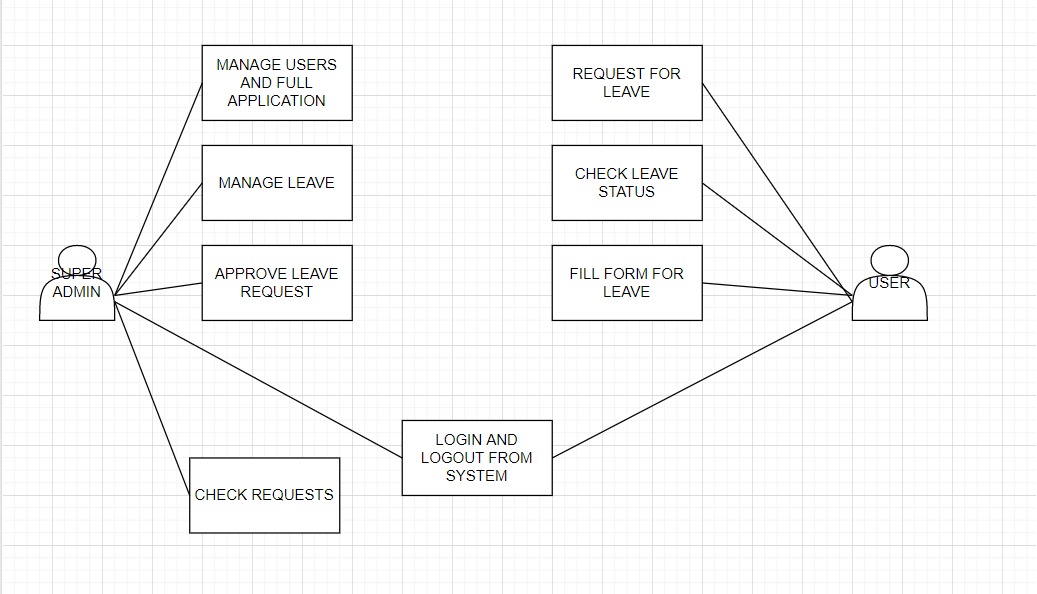 MANAGE USERS
AND FULL
APPLICATION
REQUEST FOR
LEAVE
MANAGE LEAVE
CHECK LEAVE
STATUS
SUPER
ADMIN
APPROVE LEAVE
REQUEST
FILL FORM FOR
LEAVE
USER
LOGIN AND
LOGOUT FROM
SYSTEM
CHECK REQUESTS